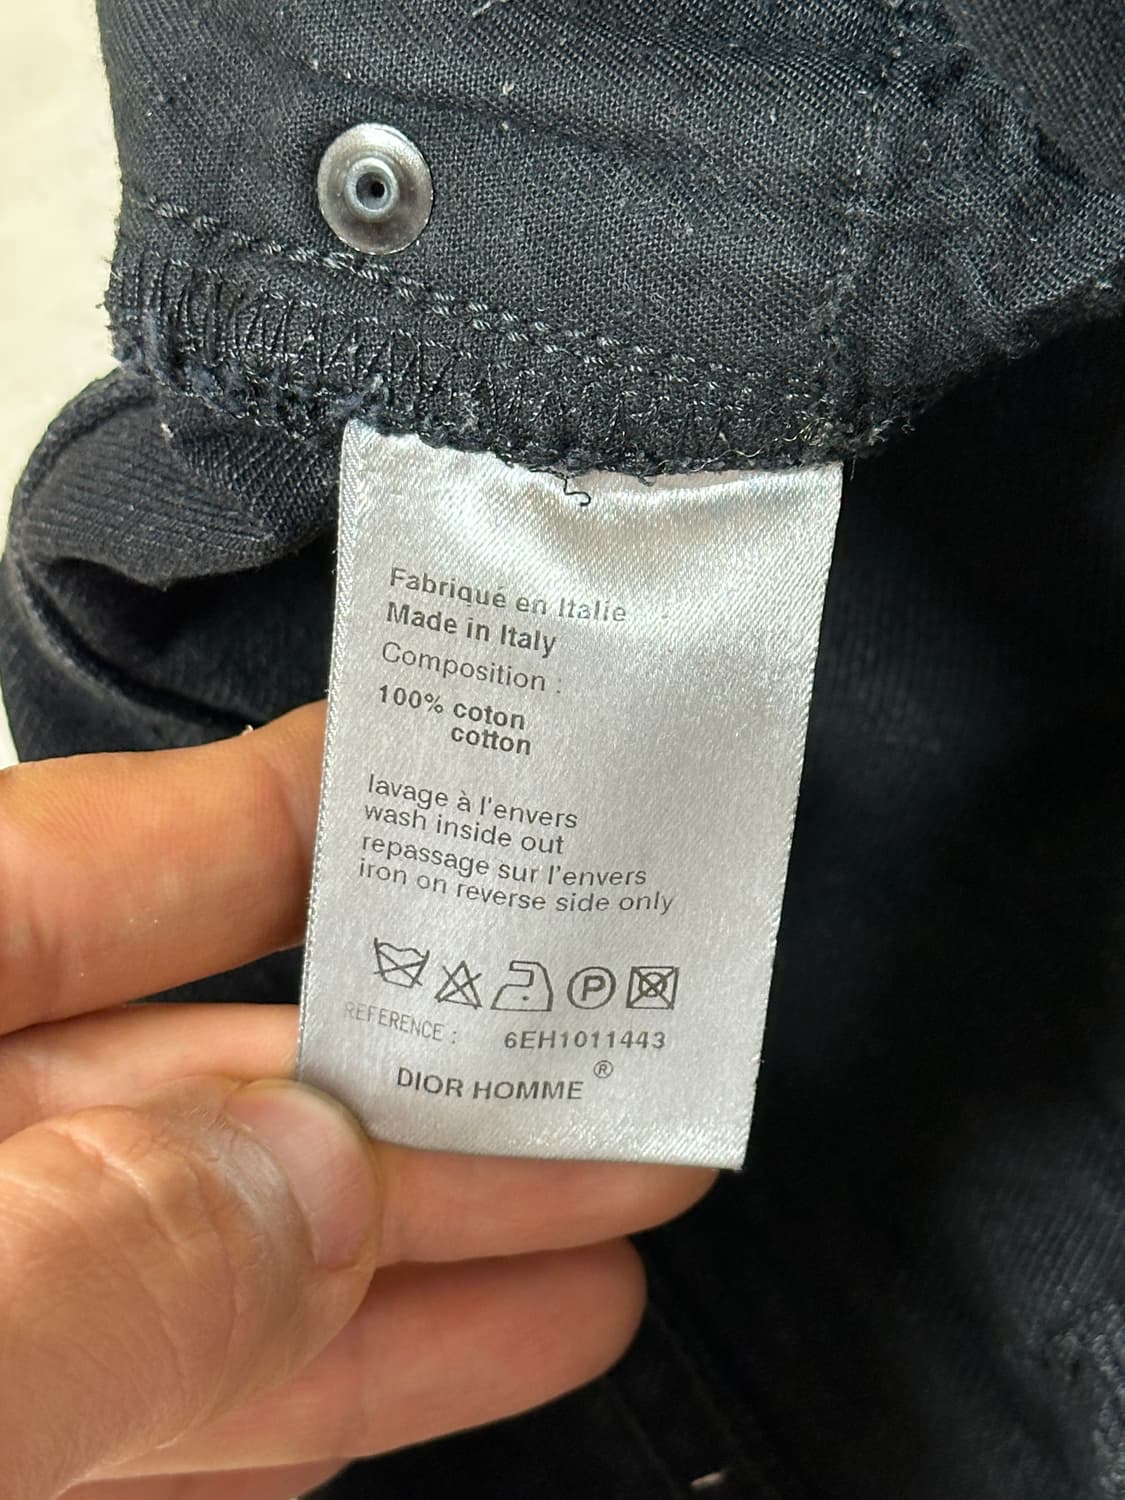 Fabriqué en Italie
Made in Italy
Composition :
100% coton
cotton
lavage à l'envers
wash inside out
repassage sur l'envers
iron on reverse side only
P
REFERENCE : 6EH1011443
DIOR HOMME ®